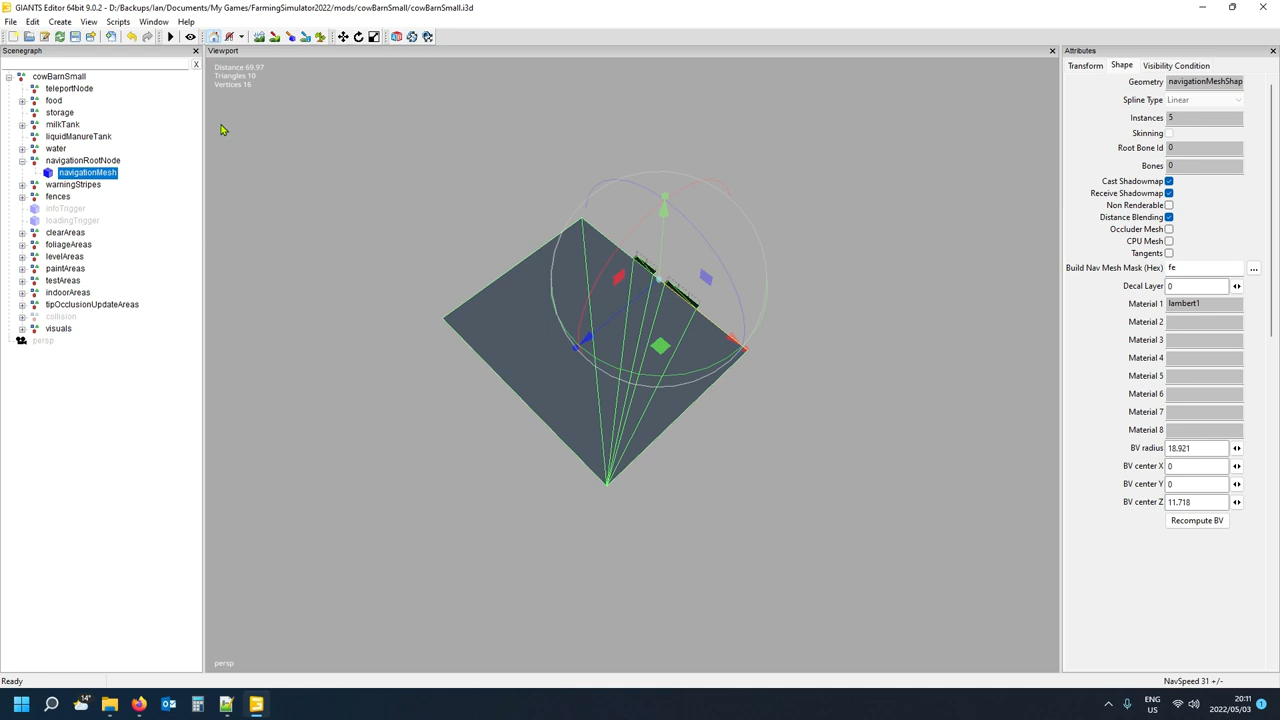 GIANTS Editor 64bit 9.0.2 - D:/Backups/Ian/Documents/My Games/FarmingSimulator2022/mods/cowBarnSmall/cowBarnSmall.i3d
File Edit Create View Scripts Window Help
Scenegraph
X
cowBarnSmall
teleportNode
food
storage
milkTank
liquidManureTank
water
navigationRootNode
navigationMesh
warningStripes
fences
infoTrigger
loadingTrigger
clearAreas
foliageAreas
levelAreas
paintAreas
testAreas
indoorAreas
tipOcclusionUpdateAreas
collision
visuals
persp
Viewport
Distance 69.97
Triangles 10
Vertices 16
persp
Attributes
Transform Shape Visibility Condition
Geometry navigationMeshShap
Spline Type Linear
Instances 5
Skinning
Root Bone Id 0
Bones 0
Cast Shadowmap
Receive Shadowmap
Non Renderable
Distance Blending
Occluder Mesh
CPU Mesh
Tangents
Build Nav Mesh Mask (Hex) fe ...
Decal Layer 0
Material 1 lambert1
Material 2
Material 3
Material 4
Material 5
Material 6
Material 7
Material 8
BV radius 18.921
BV center X 0
BV center Y 0
BV center Z 11.718
Recompute BV
Ready
NavSpeed 31 +/-
14°
ENG
US
20:11
2022/05/03
1